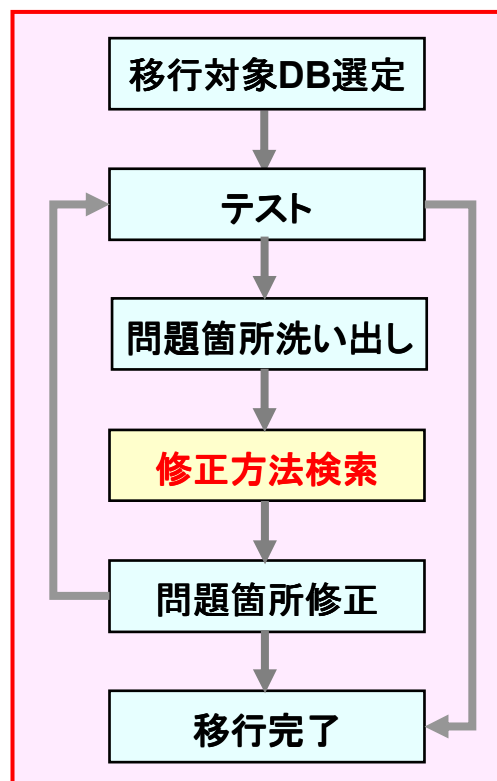 移行対象DB選定
テスト
問題箇所洗い出し
修正方法検索
問題箇所修正
移行完了